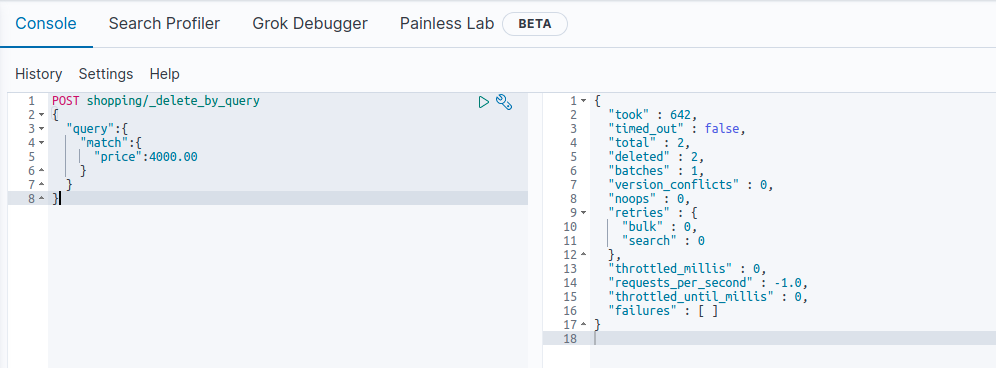 Console Search Profiler Grok Debugger Painless Lab BETA
History Settings Help
1 POST shopping/_delete_by_query
2 {
3 "query":{
4 "match":{
5 "price":4000.00
6 }
7 }
8 }
1 {
2 "took" : 642,
3 "timed_out" : false,
4 "total" : 2,
5 "deleted" : 2,
6 "batches" : 1,
7 "version_conflicts" : 0,
8 "noops" : 0,
9 "retries" : {
10 "bulk" : 0,
11 "search" : 0
12 },
13 "throttled_millis" : 0,
14 "requests_per_second" : -1.0,
15 "throttled_until_millis" : 0,
16 "failures" : [ ]
17 }
18